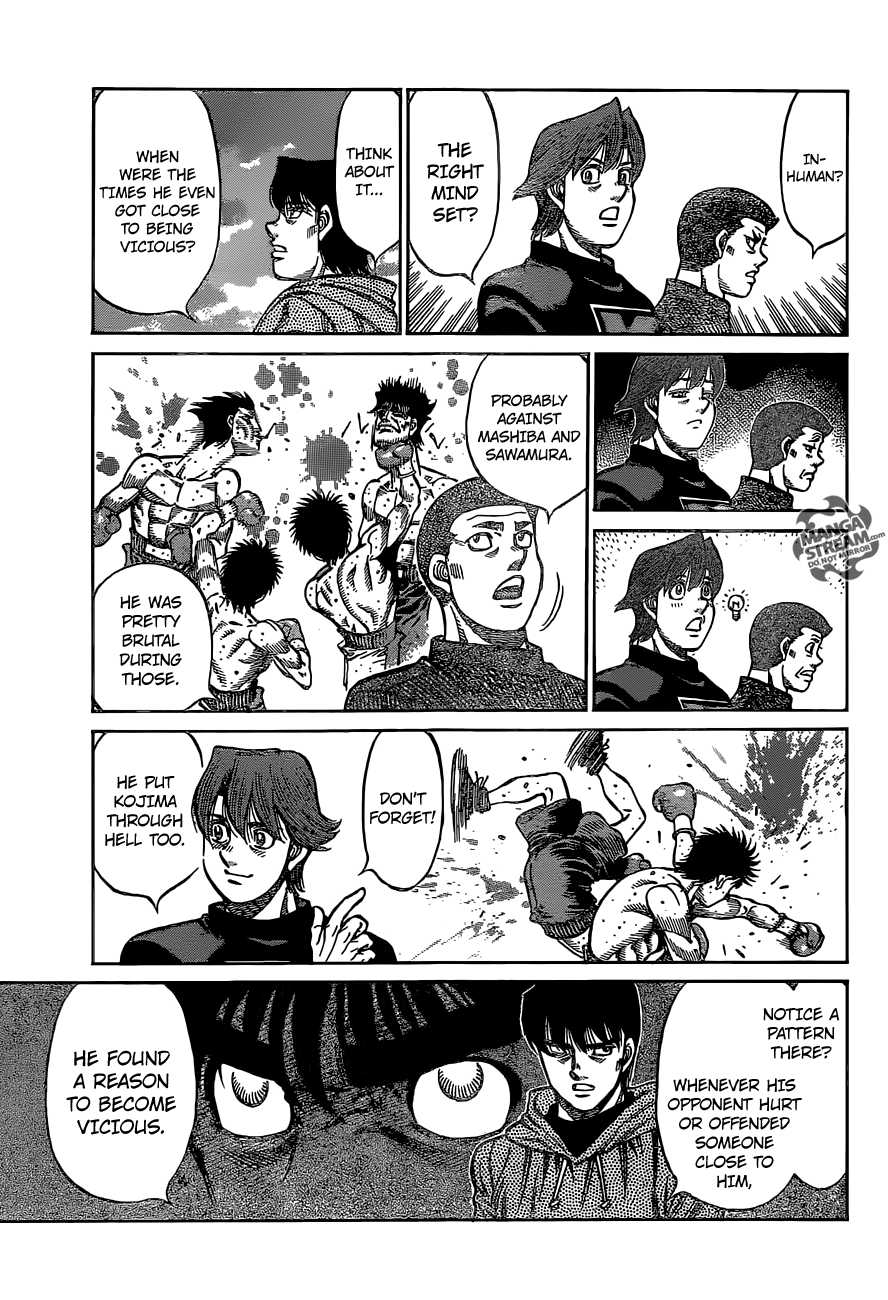 IN-
HUMAN?
THE
RIGHT
MIND
SET?
THINK
ABOUT
IT...
WHEN
WERE THE
TIMES HE EVEN
GOT CLOSE
TO BEING
VICIOUS?
MANGA
STREAM.COM
DO NOT MIRROR
PROBABLY
AGAINST
MASHIBA AND
SAWAMURA.
HE WAS
PRETTY
BRUTAL
DURING
THOSE.
DON'T
FORGET!
HE PUT
KOJIMA
THROUGH
HELL TOO.
NOTICE A
PATTERN
THERE?
WHENEVER HIS
OPPONENT HURT
OR OFFENDED
SOMEONE
CLOSE TO
HIM,
HE FOUND
A REASON
TO BECOME
VICIOUS.